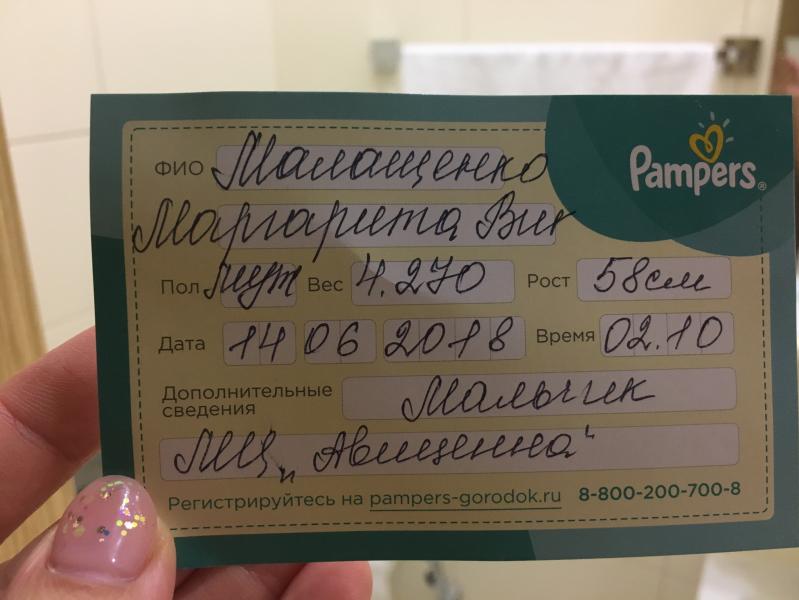 Pampers®
ФИО Малащенко
Маргарита Вик
Пол муж Вес 4.270 Рост 58см
Дата 14 06 2018 Время 02.10
Дополнительные
сведения Мальчик
МЦ „Авиценна“
Регистрируйтесь на pampers-gorodok.ru 8-800-200-700-8